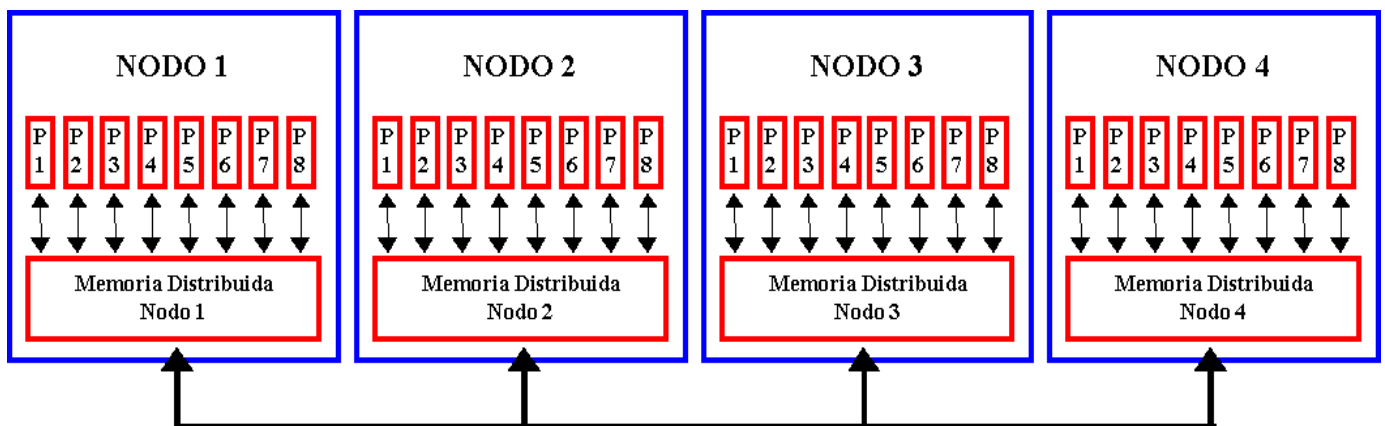 NODO 1
P P P P P P P P
1 2 3 4 5 6 7 8
Memoria Distribuida
Nodo 1
NODO 2
P P P P P P P P
1 2 3 4 5 6 7 8
Memoria Distribuida
Nodo 2
NODO 3
P P P P P P P P
1 2 3 4 5 6 7 8
Memoria Distribuida
Nodo 3
NODO 4
P P P P P P P P
1 2 3 4 5 6 7 8
Memoria Distribuida
Nodo 4